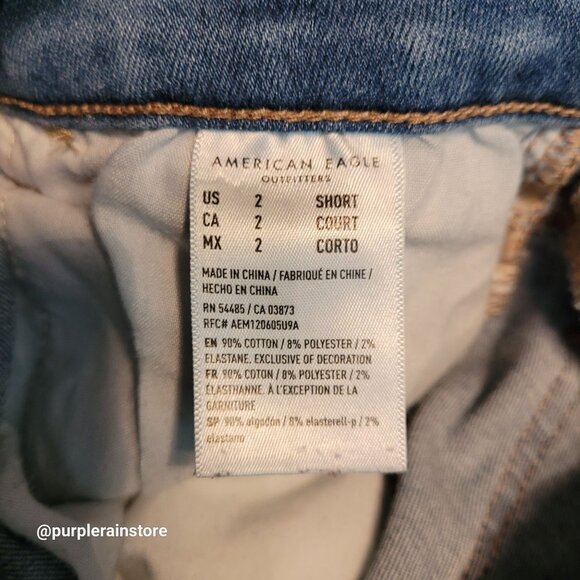 AMERICAN EAGLE
OUTFITTERS
US 2 SHORT
CA 2 COURT
MX 2 CORTO
MADE IN CHINA / FABRIQUÉ EN CHINE /
HECHO EN CHINA
RN 54485 / CA 03873
RFC# AEM120605U9A
EN 90% COTTON / 8% POLYESTER / 2%
ELASTANE. EXCLUSIVE OF DECORATION
FR 90% COTON / 8% POLYESTER / 2%
ÉLASTHANNE. À L'EXCEPTION DE LA
GARNITURE
SP 90% algodón / 8% elasterell-p / 2%
elastano
@purplerainstore